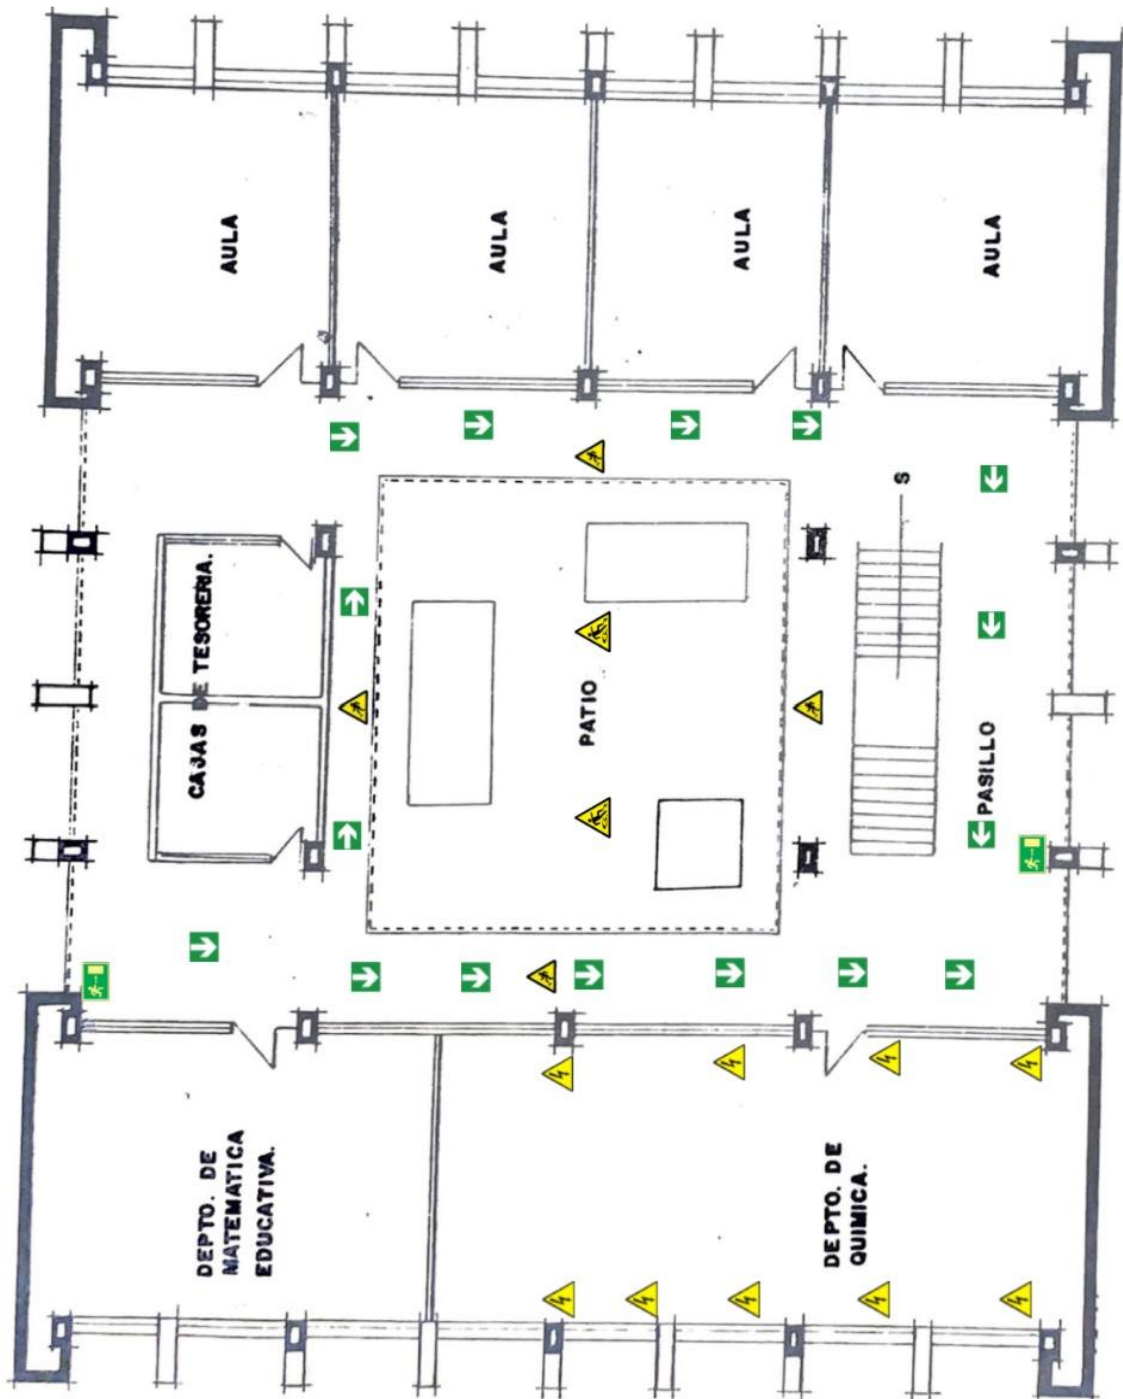 AULA
AULA
AULA
AULA
S
CAJAS DE TESORERIA.
PATIO
PASILLO
DEPTO. DE
MATEMATICA
EDUCATIVA.
DEPTO. DE
QUIMICA.